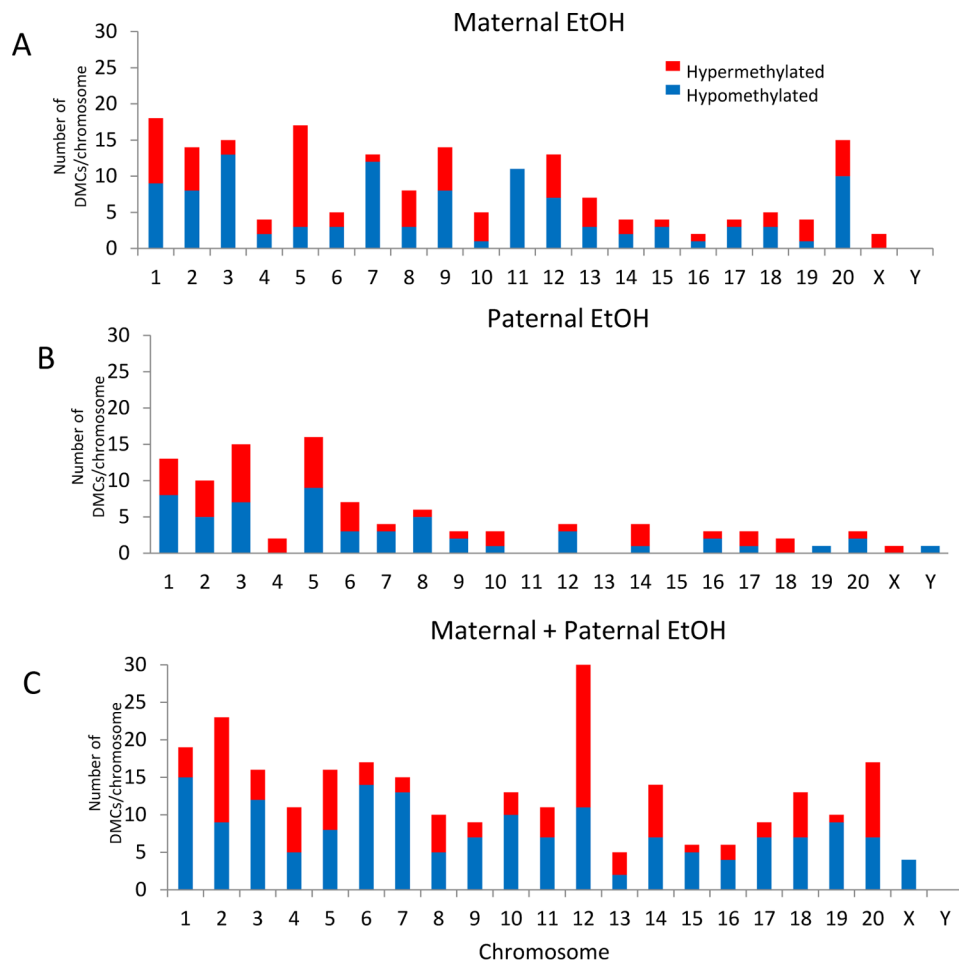 Maternal EtOH
A
Number of
DMCs/chromosome
30
25
20
15
10
5
0
Hypermethylated
Hypomethylated
1 2 3 4 5 6 7 8 9 10 11 12 13 14 15 16 17 18 19 20 X Y
Paternal EtOH
B
Number of
DMCs/chromosome
30
25
20
15
10
5
0
1 2 3 4 5 6 7 8 9 10 11 12 13 14 15 16 17 18 19 20 X Y
Maternal + Paternal EtOH
C
Number of
DMCs/chromosome
30
25
20
15
10
5
0
1 2 3 4 5 6 7 8 9 10 11 12 13 14 15 16 17 18 19 20 X Y
Chromosome